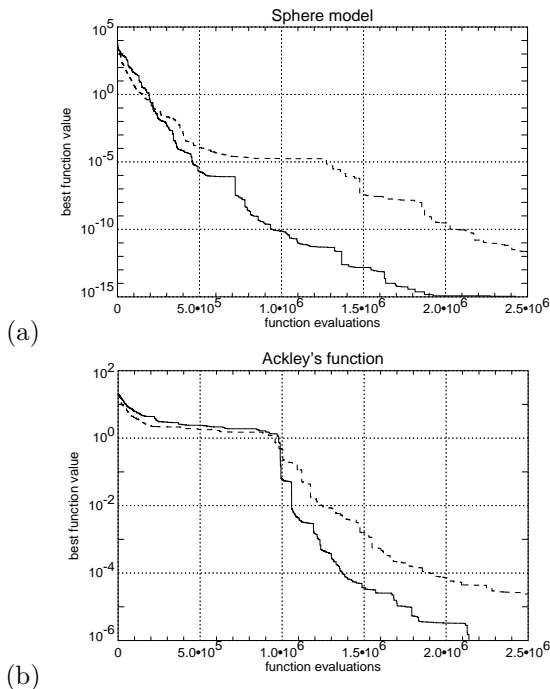 Sphere model
10^5
10^0
10^-5
10^-10
10^-15
best function value
0 5.0•10^5 1.0•10^6 1.5•10^6 2.0•10^6 2.5•10^6
function evaluations
(a)
Ackley's function
10^2
10^0
10^-2
10^-4
10^-6
best function value
0 5.0•10^5 1.0•10^6 1.5•10^6 2.0•10^6 2.5•10^6
function evaluations
(b)